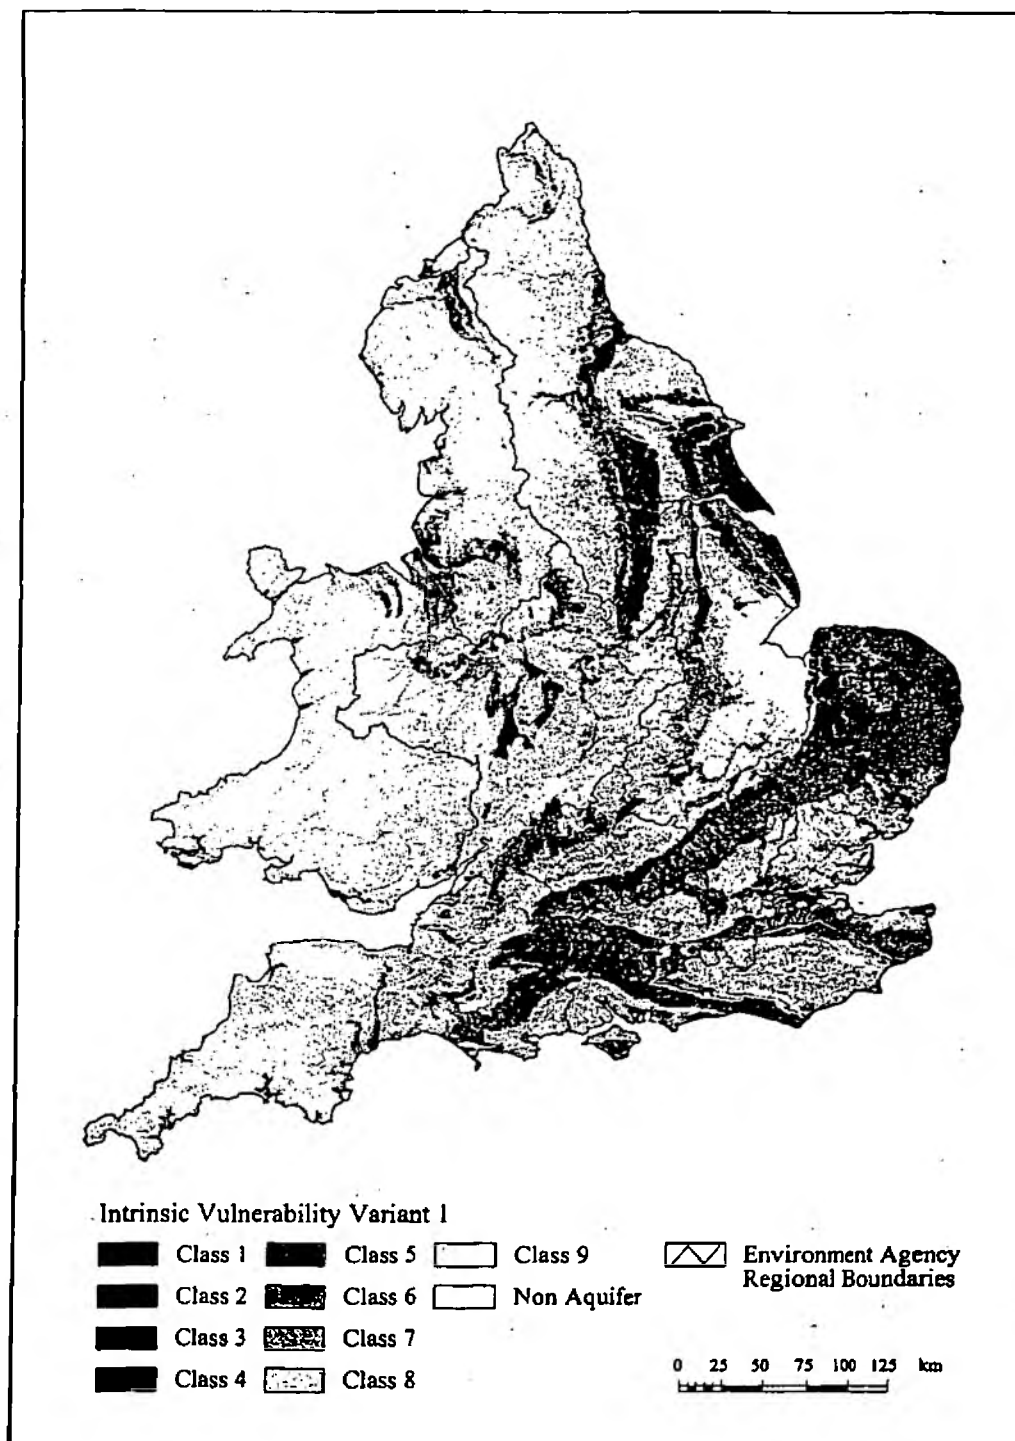 Intrinsic Vulnerability Variant 1
Class 1
Class 5
Class 9
Environment Agency
Regional Boundaries
Class 2
Class 6
Non Aquifer
Class 3
Class 7
Class 4
Class 8
0 25 50 75 100 125 km